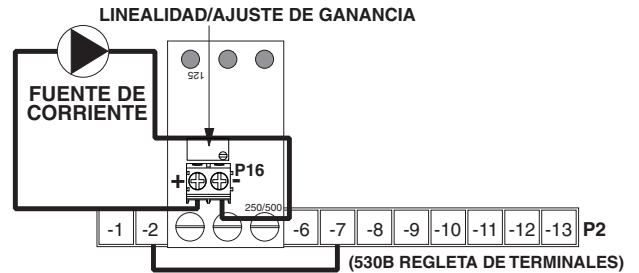 LINEALIDAD/AJUSTE DE GANANCIA
125
FUENTE DE
CORRIENTE
P16
+ -
250/500
-1 -2 -6 -7 -8 -9 -10 -11 -12 -13 P2
(530B REGLETA DE TERMINALES)